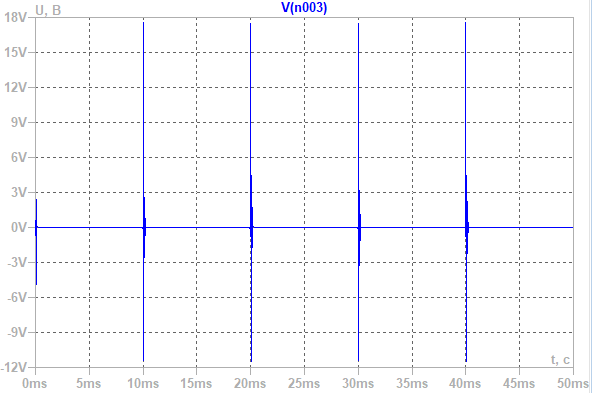 V(n003)
U, B
18V
15V
12V
9V
6V
3V
0V
-3V
-6V
-9V
-12V
t, c
0ms 5ms 10ms 15ms 20ms 25ms 30ms 35ms 40ms 45ms 50ms